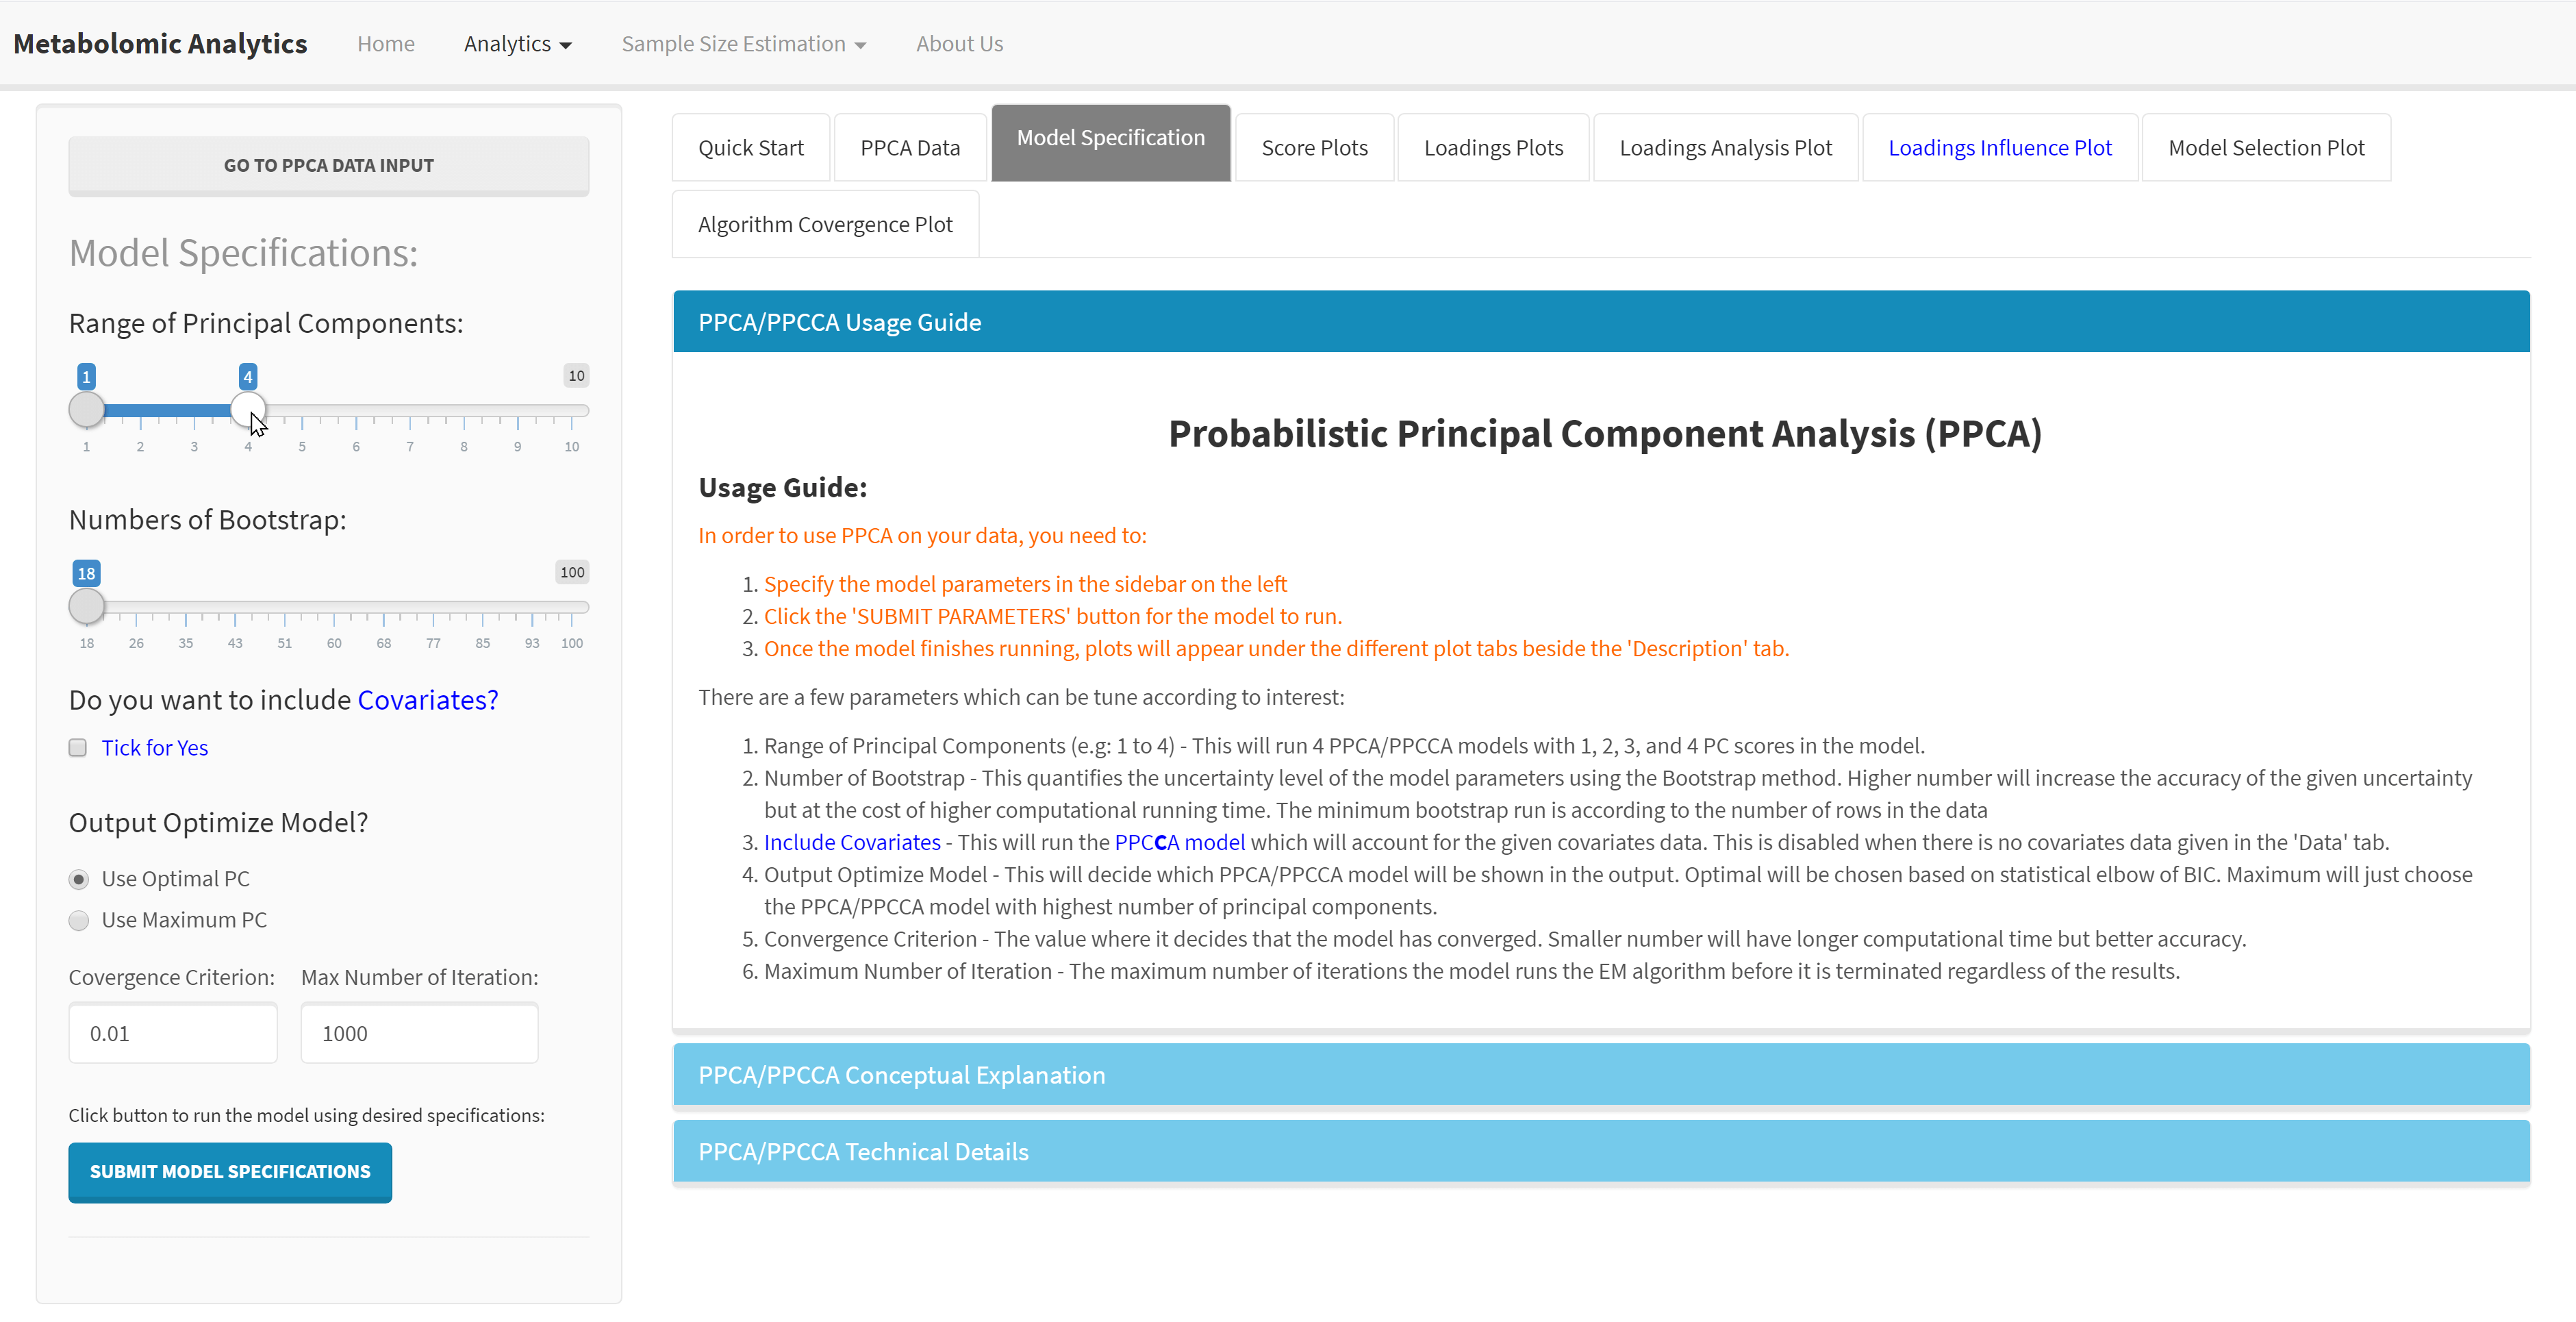 Metabolomic Analytics Home Analytics Sample Size Estimation About Us
GO TO PPCA DATA INPUT
Model Specifications:
Range of Principal Components:
1 4 10
1 2 3 4 5 6 7 8 9 10
Numbers of Bootstrap:
18 100
18 26 35 43 51 60 68 77 85 93 100
Do you want to include Covariates?
Tick for Yes
Output Optimize Model?
Use Optimal PC
Use Maximum PC
Covergence Criterion: Max Number of Iteration:
0.01 1000
Click button to run the model using desired specifications:
SUBMIT MODEL SPECIFICATIONS
Quick Start PPCA Data Model Specification Score Plots Loadings Plots Loadings Analysis Plot Loadings Influence Plot Model Selection Plot
Algorithm Covergence Plot
PPCA/PPCCA Usage Guide
Probabilistic Principal Component Analysis (PPCA)
Usage Guide:
In order to use PPCA on your data, you need to:
1. Specify the model parameters in the sidebar on the left
2. Click the 'SUBMIT PARAMETERS' button for the model to run.
3. Once the model finishes running, plots will appear under the different plot tabs beside the 'Description' tab.
There are a few parameters which can be tune according to interest:
1. Range of Principal Components (e.g: 1 to 4) - This will run 4 PPCA/PPCCA models with 1, 2, 3, and 4 PC scores in the model.
2. Number of Bootstrap - This quantifies the uncertainty level of the model parameters using the Bootstrap method. Higher number will increase the accuracy of the given uncertainty
but at the cost of higher computational running time. The minimum bootstrap run is according to the number of rows in the data
3. Include Covariates - This will run the PPCCA model which will account for the given covariates data. This is disabled when there is no covariates data given in the 'Data' tab.
4. Output Optimize Model - This will decide which PPCA/PPCCA model will be shown in the output. Optimal will be chosen based on statistical elbow of BIC. Maximum will just choose
the PPCA/PPCCA model with highest number of principal components.
5. Convergence Criterion - The value where it decides that the model has converged. Smaller number will have longer computational time but better accuracy.
6. Maximum Number of Iteration - The maximum number of iterations the model runs the EM algorithm before it is terminated regardless of the results.
PPCA/PPCCA Conceptual Explanation
PPCA/PPCCA Technical Details